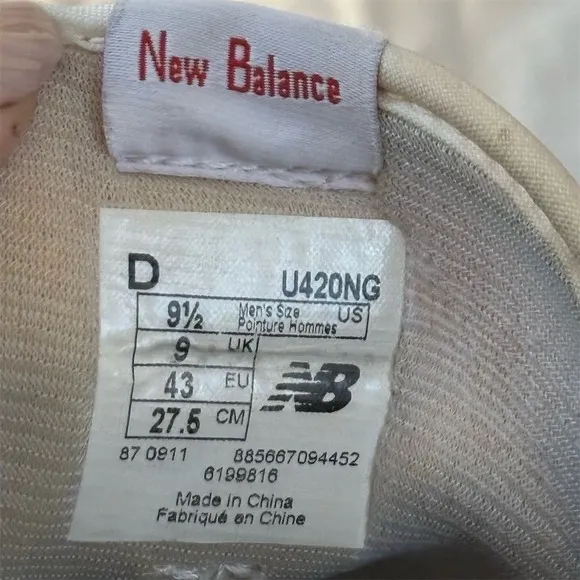 New Balance
D U420NG
9½ Men's Size US
Pointure Hommes
9 UK
43 EU
27.5 CM
NB
87 0911 885667094452
6199816
Made in China
Fabriqué en Chine